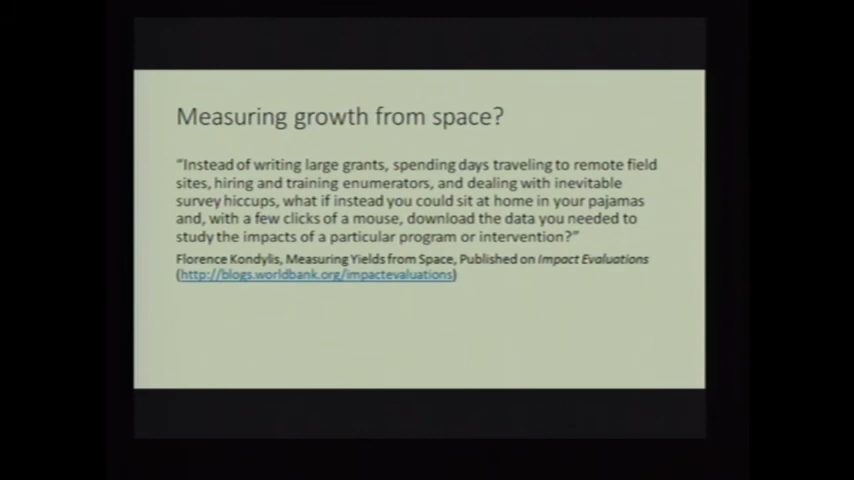 Measuring growth from space?
“Instead of writing large grants, spending days traveling to remote field
sites, hiring and training enumerators, and dealing with inevitable
survey hiccups, what if instead you could sit at home in your pajamas
and, with a few clicks of a mouse, download the data you needed to
study the impacts of a particular program or intervention?”
Florence Kondylis, Measuring Yields from Space, Published on Impact Evaluations
(http://blogs.worldbank.org/impactevaluations)